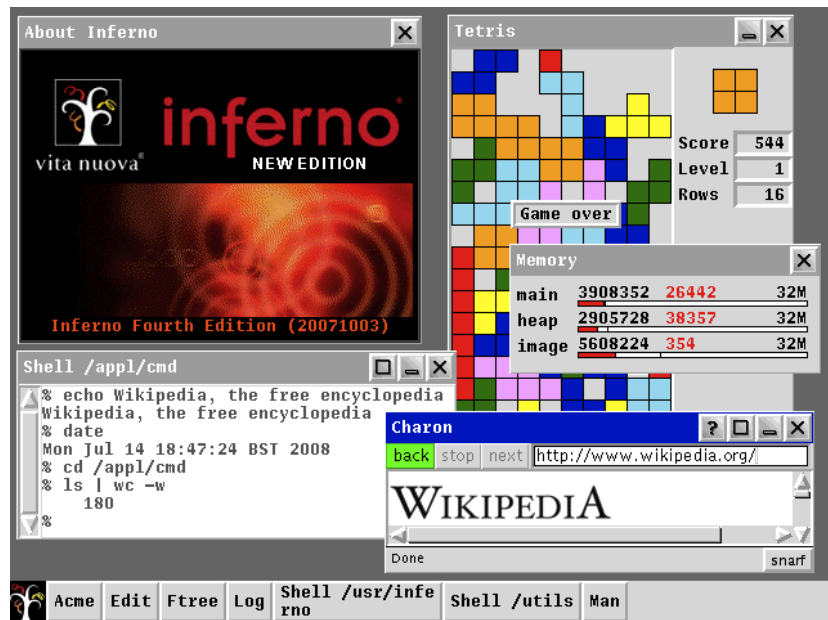 About Inferno
vita nuova®
inferno®
NEW EDITION
Inferno Fourth Edition (20071003)
Tetris
Score 544
Level 1
Rows 16
Game over
Memory
main 3908352 26442 32M
heap 2905728 38357 32M
image 5608224 354 32M
Shell /appl/cmd
% echo Wikipedia, the free encyclopedia
Wikipedia, the free encyclopedia
% date
Mon Jul 14 18:47:24 BST 2008
% cd /appl/cmd
% ls | wc -w
180
%
Charon
? 
back stop next http://www.wikipedia.org/
WIKIPEDIA
Done
snarf
Acme Edit Ftree Log Shell /usr/infe
rno
Shell /utils Man